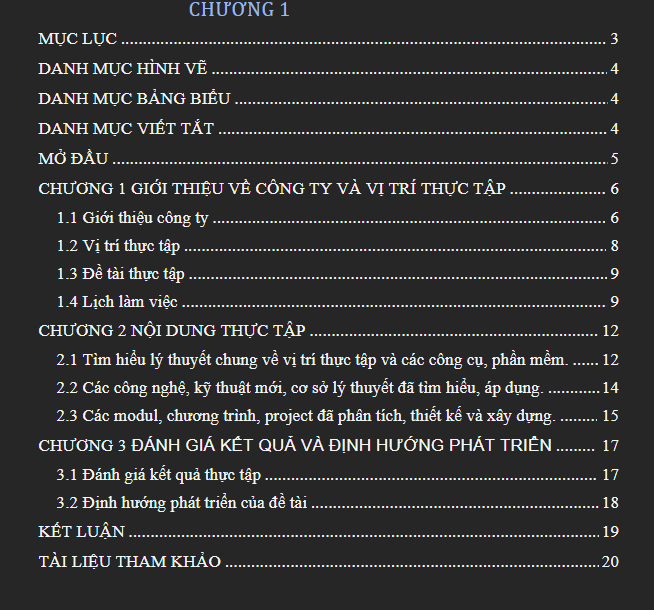 CHƯƠNG 1
MỤC LỤC ........................................................ 3
DANH MỤC HÌNH VẼ ........................................................ 4
DANH MỤC BẢNG BIỂU ........................................................ 4
DANH MỤC VIẾT TẮT ........................................................ 4
MỞ ĐẦU ........................................................ 5
CHƯƠNG 1 GIỚI THIỆU VỀ CÔNG TY VÀ VỊ TRÍ THỰC TẬP .................... 6
1.1 Giới thiệu công ty ........................................................ 6
1.2 Vị trí thực tập ........................................................ 8
1.3 Đề tài thực tập ........................................................ 9
1.4 Lịch làm việc ........................................................ 9
CHƯƠNG 2 NỘI DUNG THỰC TẬP ........................................................ 12
2.1 Tìm hiểu lý thuyết chung về vị trí thực tập và các công cụ, phần mềm. ...... 12
2.2 Các công nghệ, kỹ thuật mới, cơ sở lý thuyết đã tìm hiểu, áp dụng. ............ 14
2.3 Các modul, chương trình, project đã phân tích, thiết kế và xây dựng. ......... 15
CHƯƠNG 3 ĐÁNH GIÁ KẾT QUẢ VÀ ĐỊNH HƯỚNG PHÁT TRIỂN ......... 17
3.1 Đánh giá kết quả thực tập ........................................................ 17
3.2 Định hướng phát triển của đề tài ........................................................ 18
KẾT LUẬN ........................................................ 19
TÀI LIỆU THAM KHẢO ........................................................ 20